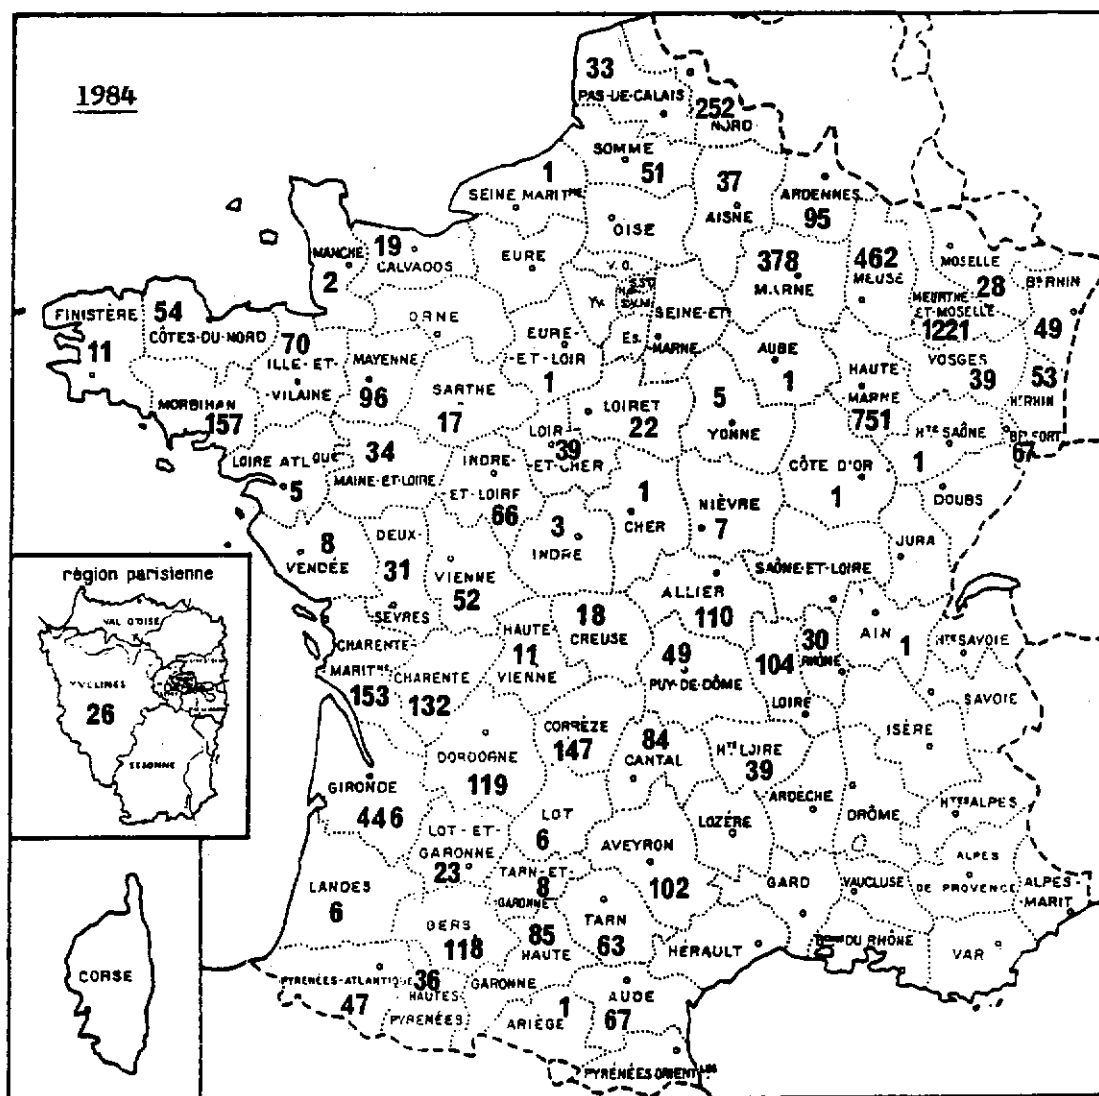 1984
33
PAS-DE-CALAIS
252
NORD
SOMME
51
1
SEINE MARITME
37
AISNE
ARDENNES
95
OISE
MANCHE
2
19
CALVADOS
EURE
V.O.
378
MARNE
462
MEUSE
MOSELLE
28
BS RHIN
MEURTHE-
ET-MOSELLE
1221
49
FINISTÈRE
11
54
CÔTES-DU-NORD
70
ILLE-ET-
-VILAINE
ORNE
Yv.
Es.
SEINE-ET-
MARNE
EURE-
-ET-LOIR
1
MAYENNE
96
SARTHE
17
AUBE
1
HAUTE
MARNE
751
VOSGES
39
53
HT RHIN
MORBIHAN
157
LOIRET
22
5
YONNE
LOIR
39
-ET-CHER
HTE SAÔNE
1
BELFORT
67
LOIRE ATLQUE
5
34
MAINE-ET-LOIRE
INDRE-
-ET-LOIRE
66
1
CHER
NIÈVRE
7
CÔTE D'OR
1
DOUBS
JURA
3
INDRE
8
VENDÉE
DEUX-
31
SÈVRES
VIENNE
52
ALLIER
110
SAÔNE-ET-LOIRE
région parisienne
VAL D'OISE
YVELINES
26
ESSONNE
CHARENTE-
MARITME
153
CHARENTE
132
HAUTE
11
VIENNE
18
CREUSE
49
PUY-DE-DÔME
104
LOIRE
30
RHÔNE
AIN
1
HTE SAVOIE
SAVOIE
ISÈRE
CORRÈZE
147
84
CANTAL
HTE LOIRE
39
DORDOGNE
119
GIRONDE
446
LOT-ET-
GARONNE
23
LOT
6
AVEYRON
102
LOZÈRE
ARDÈCHE
DRÔME
HTES ALPES
ALPES
DE PROVENCE
ALPES-
MARIT
TARN-ET-
8
GARONNE
LANDES
6
GERS
118
85
HAUTE
GARONNE
TARN
63
GARD
VAUCLUSE
HÉRAULT
DU RHÔNE
VAR
CORSE
PYRÉNÉES-ATLANTIQUE
47
36
HAUTES
PYRÉNÉES
ARIÈGE
1
AUDE
67
PYRÉNÉES ORIENTLES